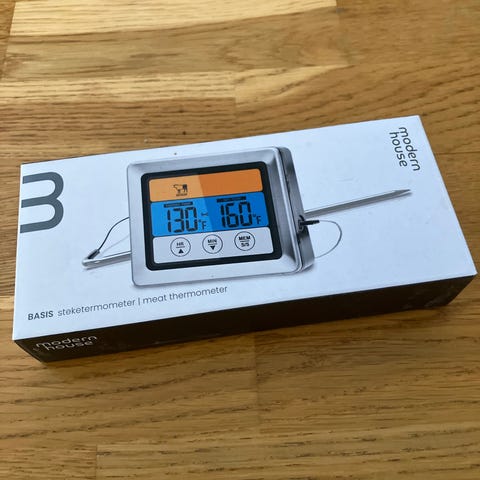 modern
house
B
130°F 160°F
HR
MIN
MEM
S/S
BASIS steketermometer | meat thermometer
modern
house